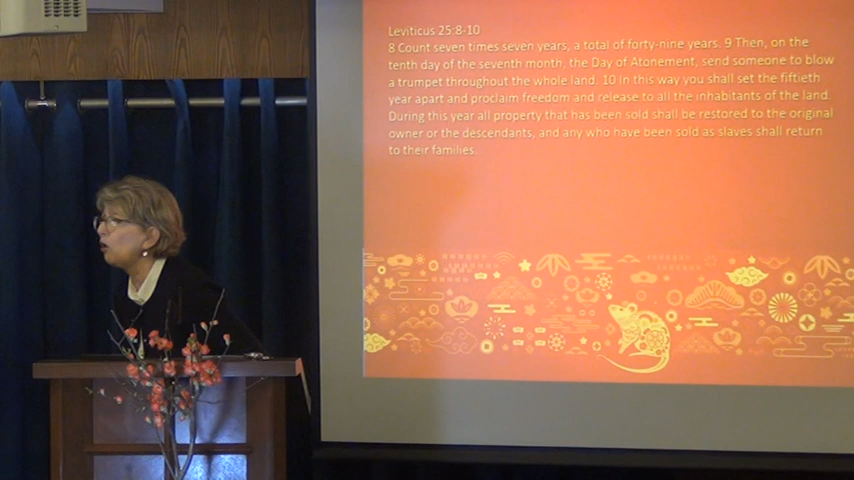 Leviticus 25:8-10
8 Count seven times seven years, a total of forty-nine years. 9 Then, on the
tenth day of the seventh month, the Day of Atonement, send someone to blow
a trumpet throughout the whole land. 10 In this way you shall set the fiftieth
year apart and proclaim freedom and release to all the inhabitants of the land.
During this year all property that has been sold shall be restored to the original
owner or the descendants, and any who have been sold as slaves shall return
to their families.